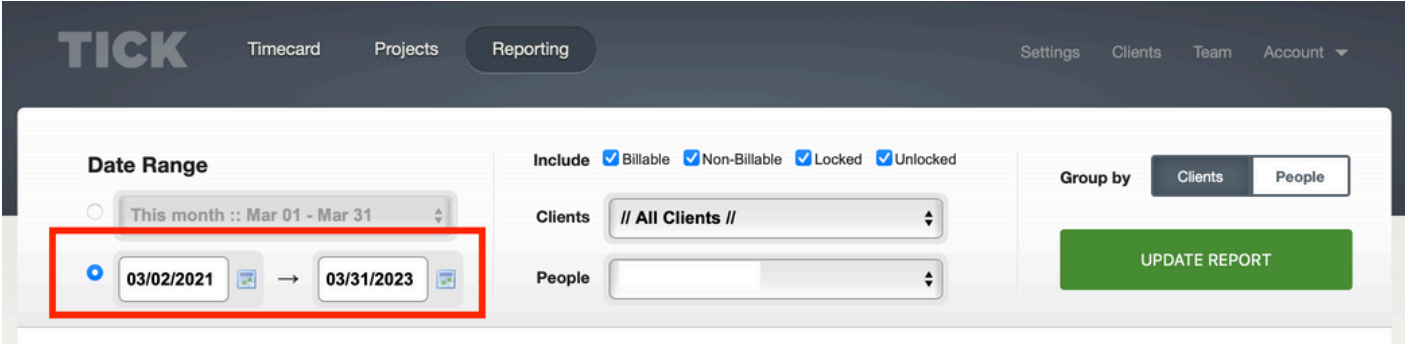 TICK Timecard Projects Reporting Settings Clients Team Account
Date Range
This month :: Mar 01 - Mar 31
03/02/2021 → 03/31/2023
Include Billable Non-Billable Locked Unlocked
Clients // All Clients //
People
Group by Clients People
UPDATE REPORT